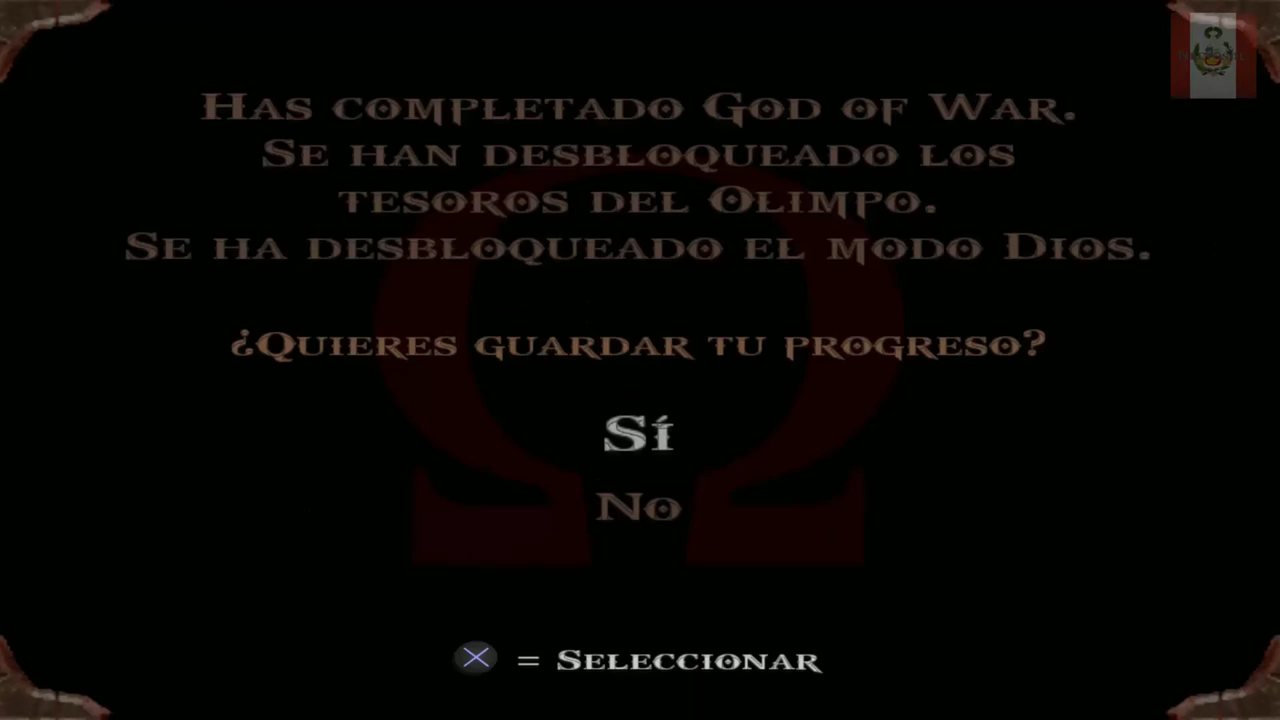 Has completado God of War.
Se han desbloqueado los
tesoros del Olimpo.
Se ha desbloqueado el modo Dios.
¿Quieres guardar tu progreso?
Sí
No
= Seleccionar